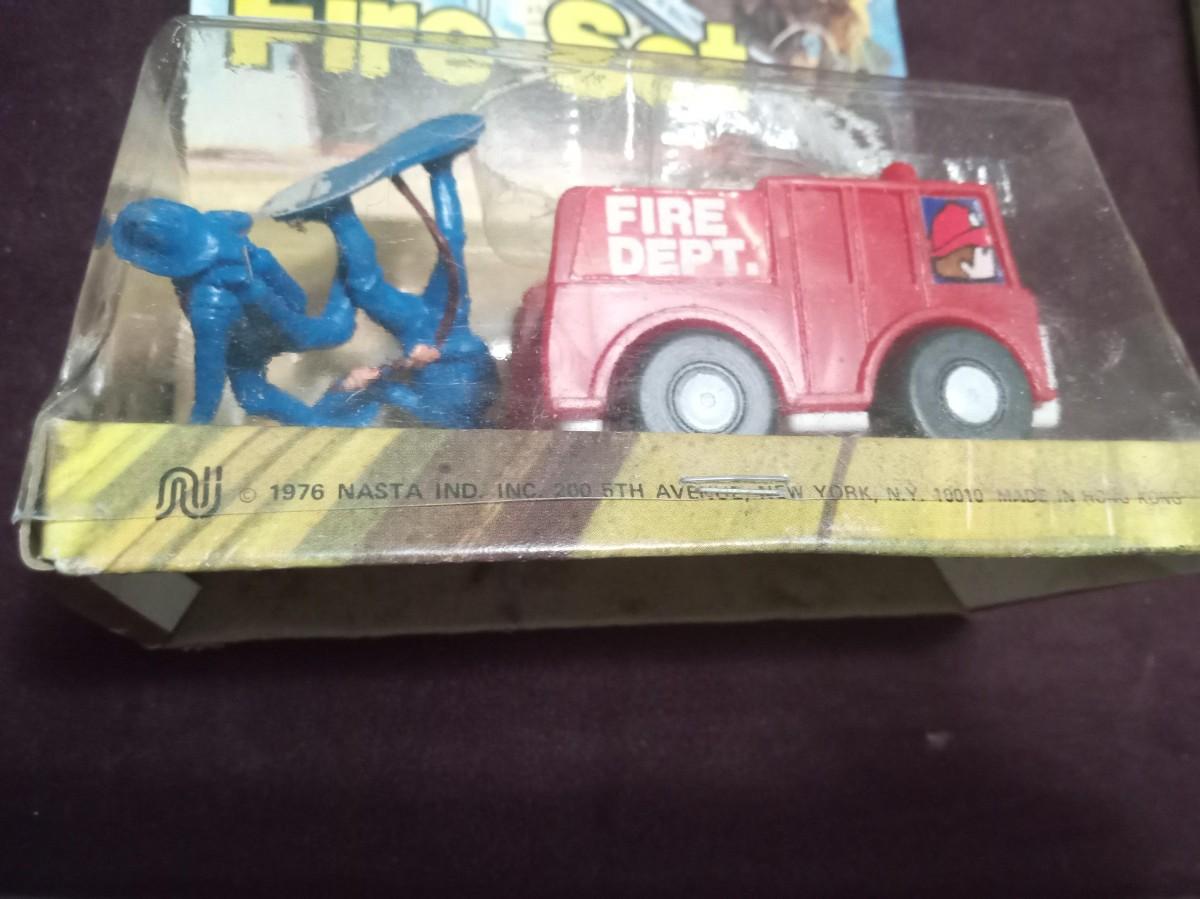 Fire Set
FIRE
DEPT.
© 1976 NASTA IND. INC. 200 5TH AVENUE, NEW YORK, N.Y. 10010 MADE IN HONG KONG